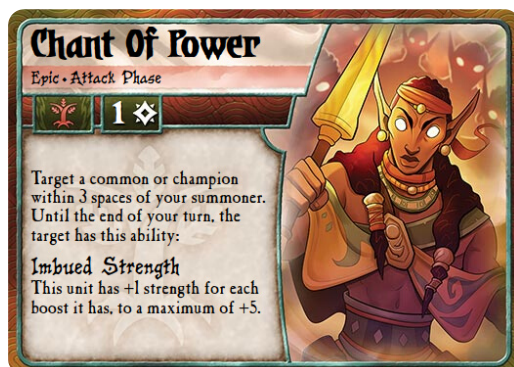 Chant Of Power
Epic • Attack Phase
1
Target a common or champion
within 3 spaces of your summoner.
Until the end of your turn, the
target has this ability:
Imbued Strength
This unit has +1 strength for each
boost it has, to a maximum of +5.